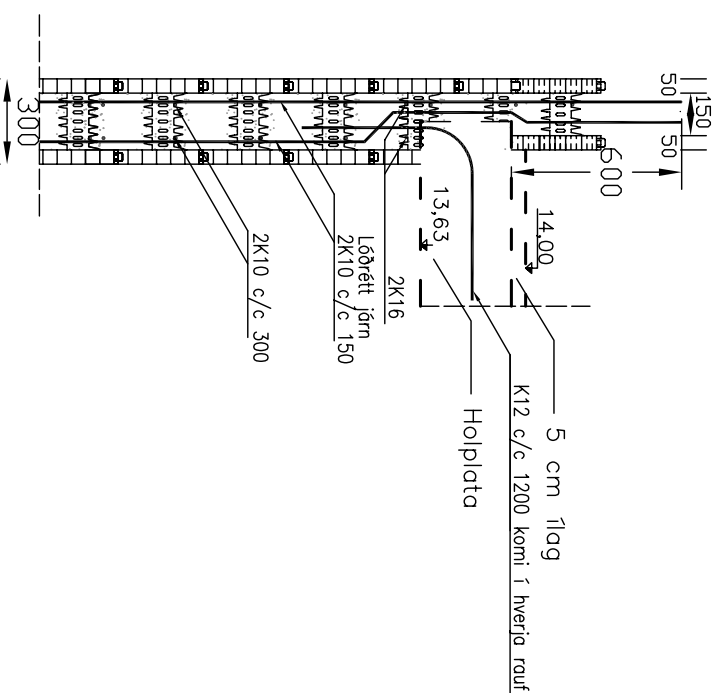 50
150
50
600
14,00
13,63
5 cm ílag
K12 c/c 1200 komi í hverja rauf
Holplata
2K16
Lóðrétt járn
2K10 c/c 150
2K10 c/c 300
300